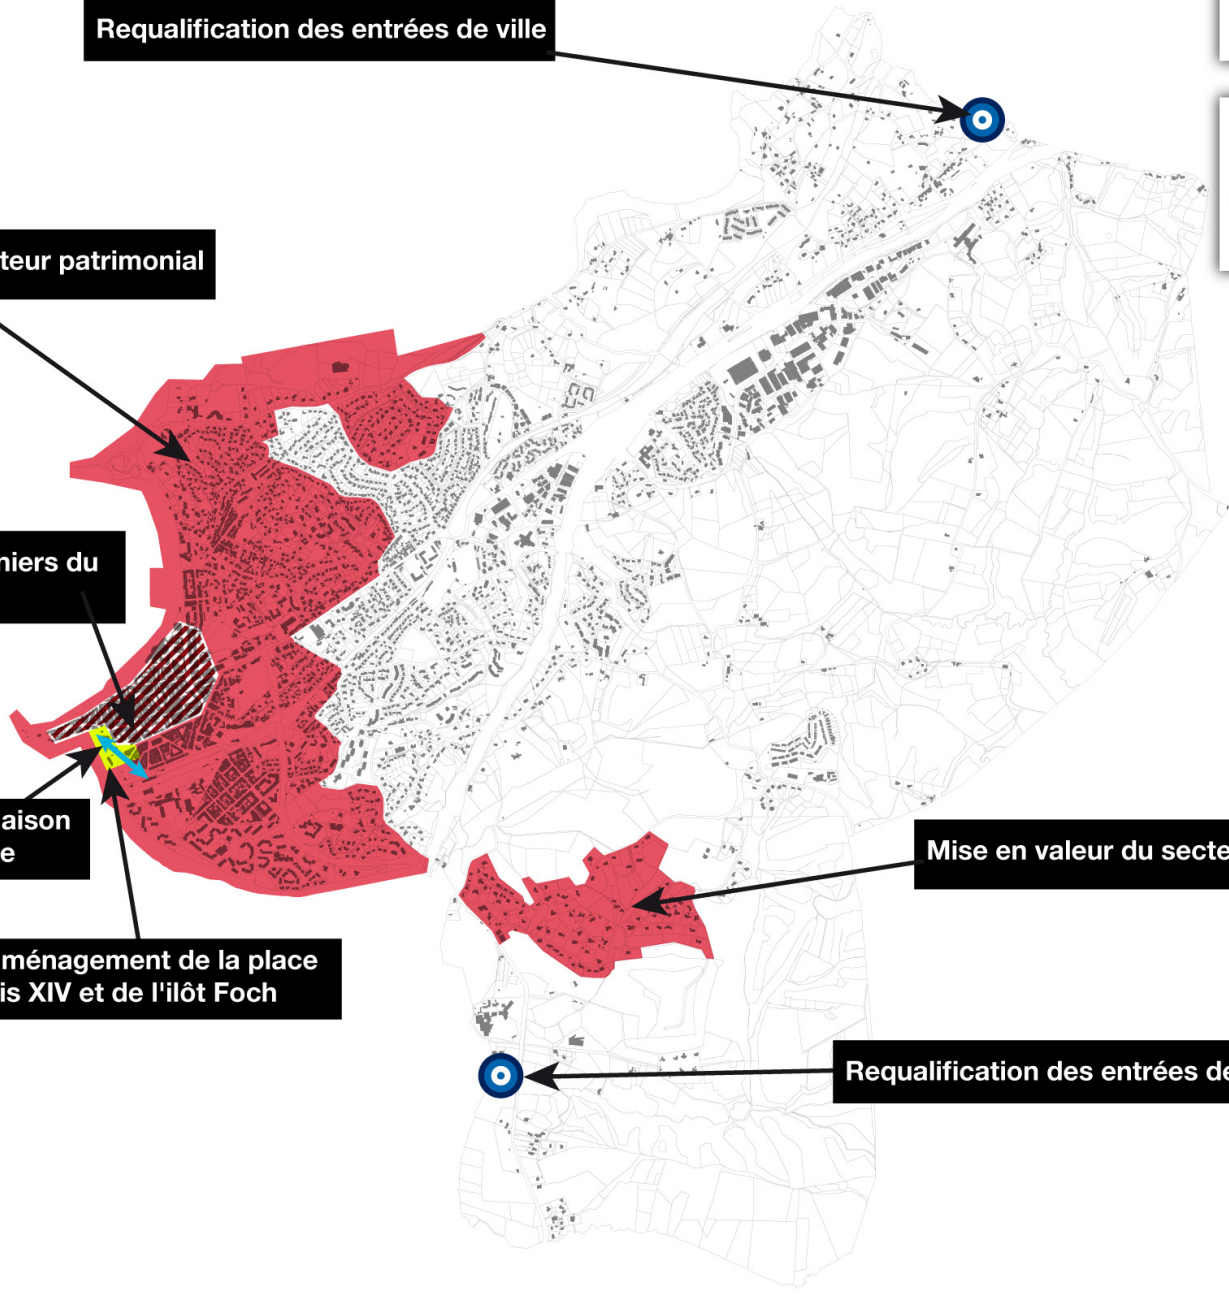 Requalification des entrées de ville
teur patrimonial
niers du
aison
e
Mise en valeur du secte
ménagement de la place
is XIV et de l'ilôt Foch
Requalification des entrées de